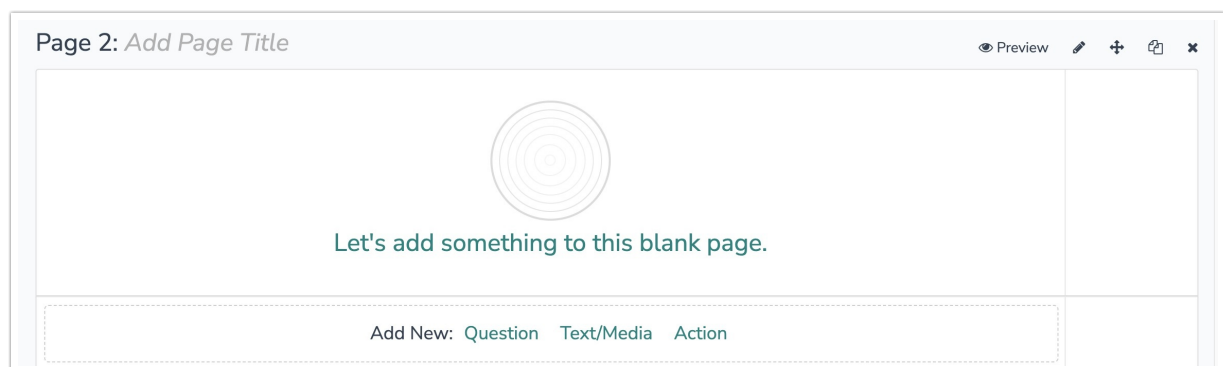 Page 2: Add Page Title
Preview
Let's add something to this blank page.
Add New: Question Text/Media Action